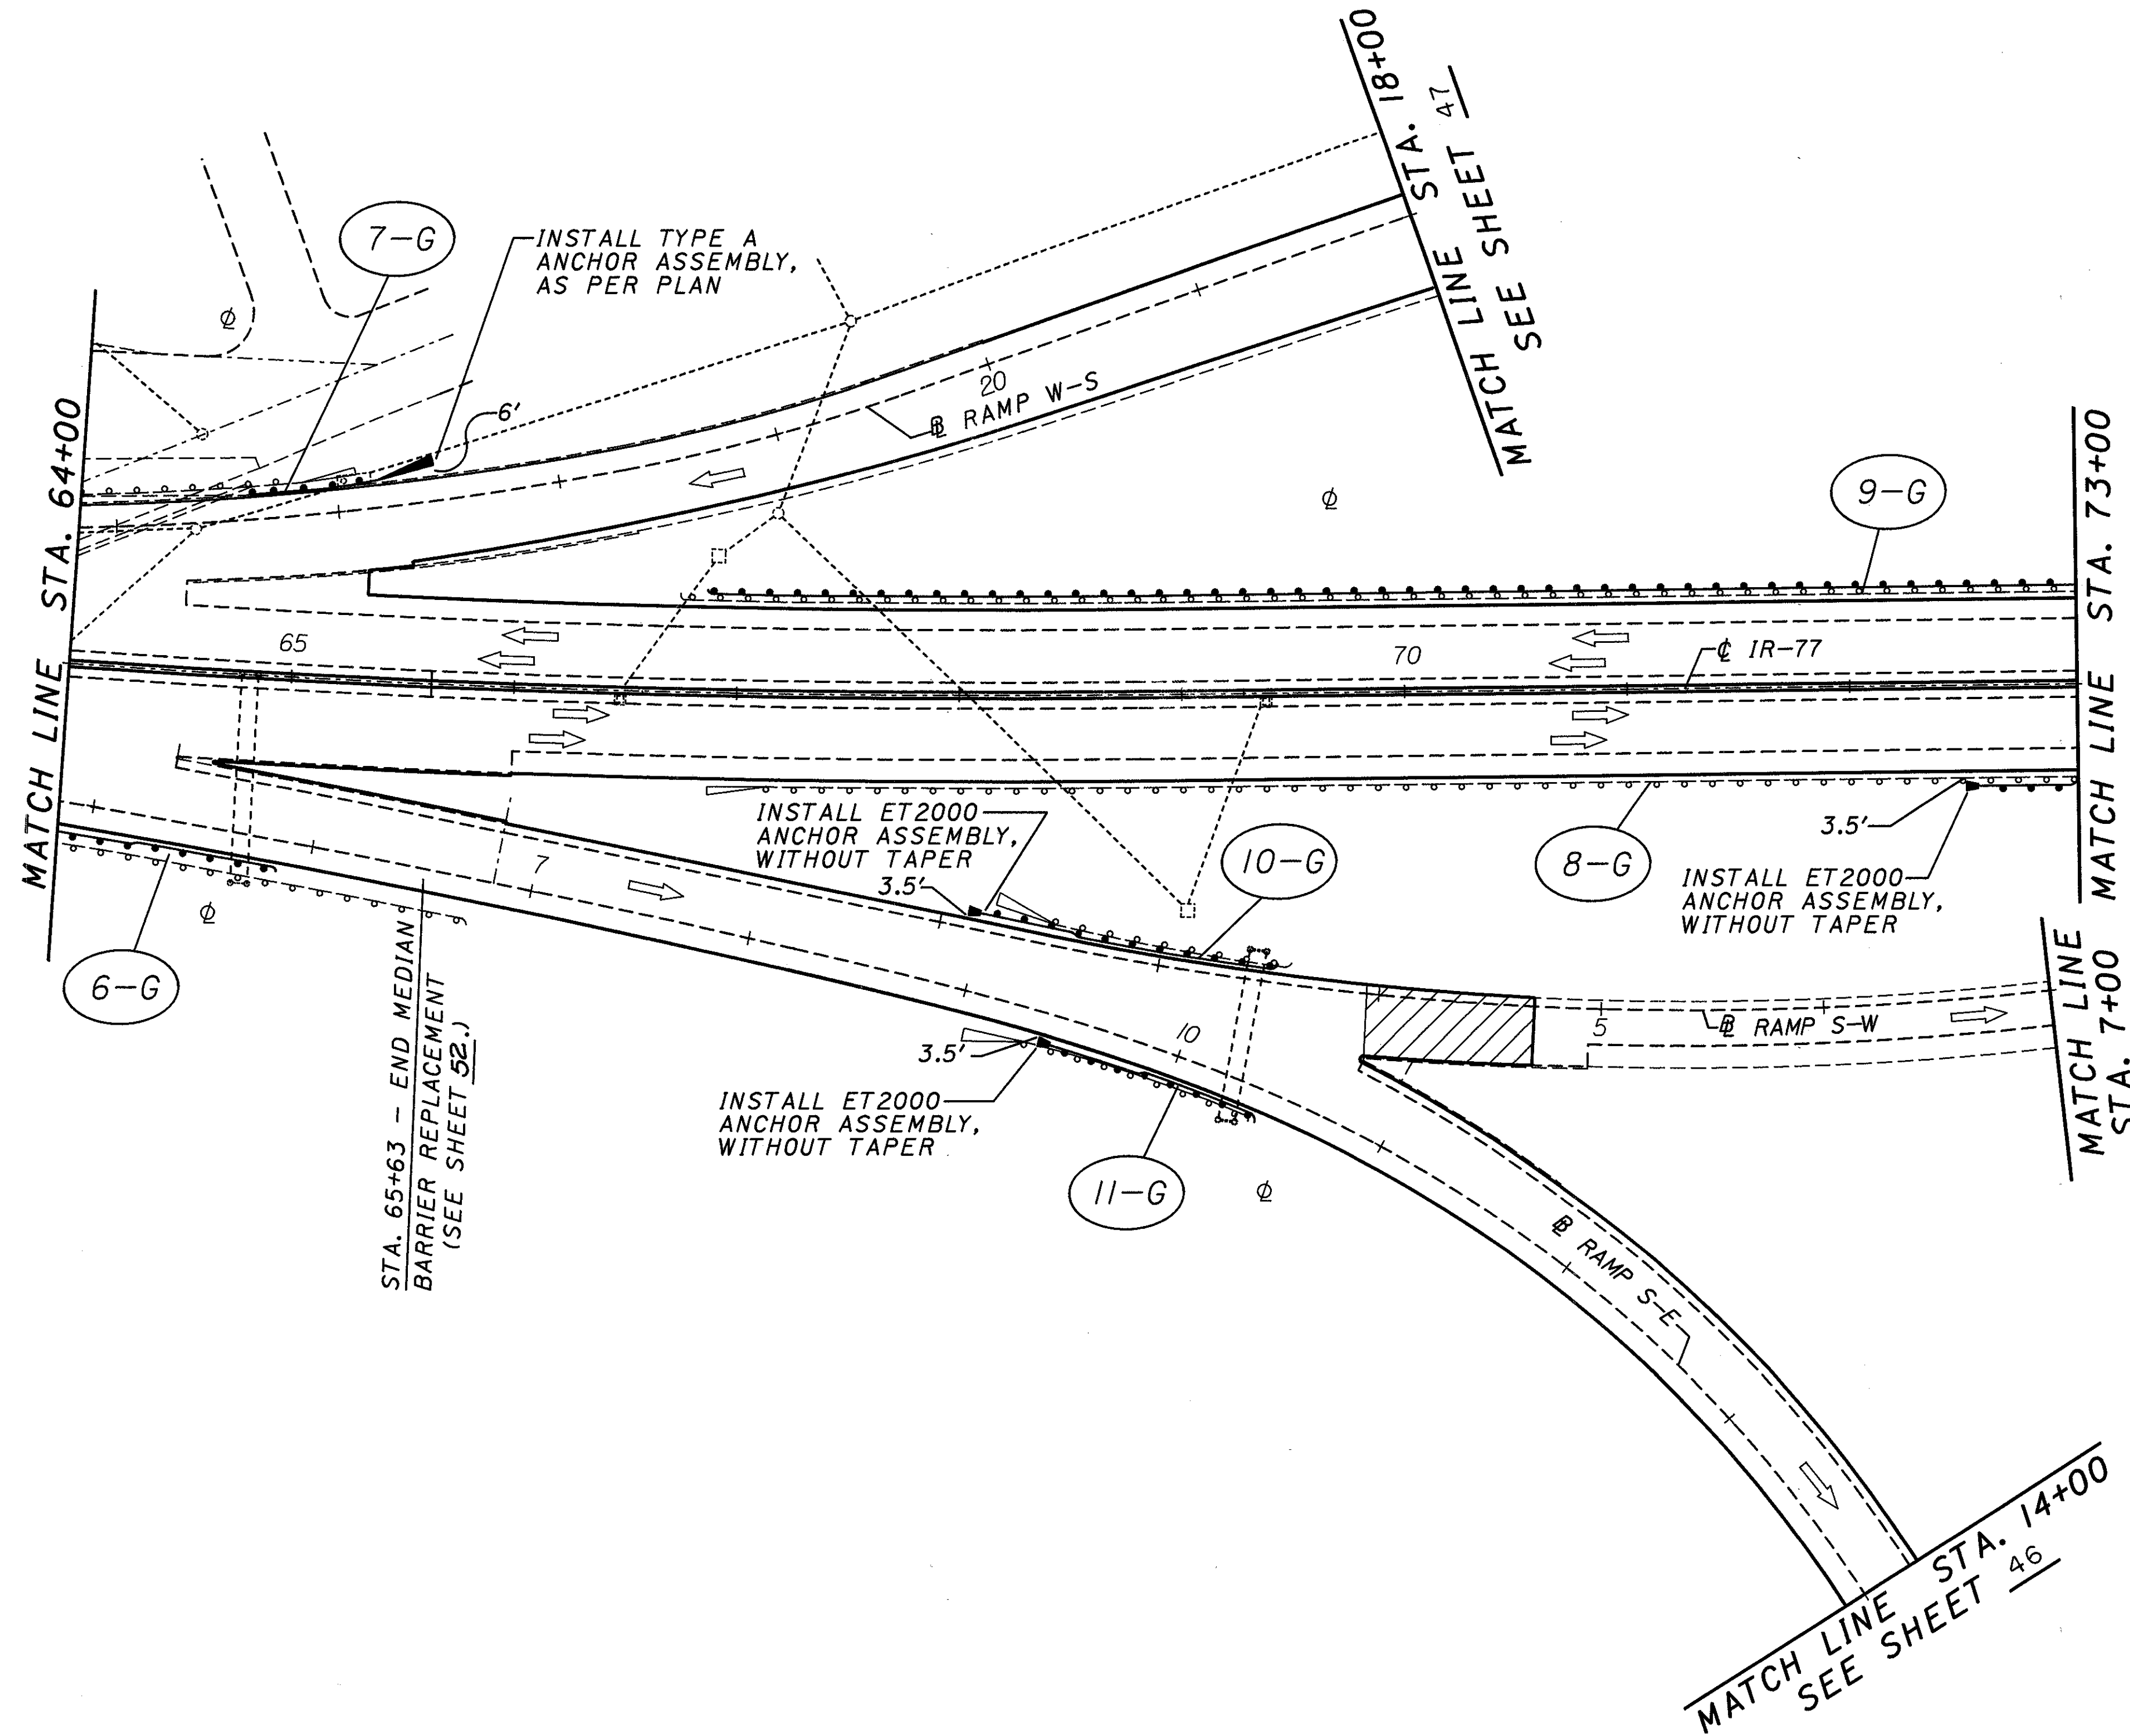 MATCH LINE STA. 18+00
SEE SHEET 47
7-G
INSTALL TYPE A
ANCHOR ASSEMBLY,
AS PER PLAN
6'
20
RAMP W-S
MATCH LINE STA. 64+00
9-G
MATCH LINE STA. 73+00
65
70
IR-77
INSTALL ET2000
ANCHOR ASSEMBLY,
WITHOUT TAPER
3.5'
10-G
8-G
3.5'
INSTALL ET2000
ANCHOR ASSEMBLY,
WITHOUT TAPER
7
6-G
STA. 65+63 - END MEDIAN
BARRIER REPLACEMENT
(SEE SHEET 52.)
3.5'
INSTALL ET2000
ANCHOR ASSEMBLY,
WITHOUT TAPER
10
11-G
5
RAMP S-W
MATCH LINE
STA. 7+00
RAMP S-E
MATCH LINE STA. 14+00
SEE SHEET 46